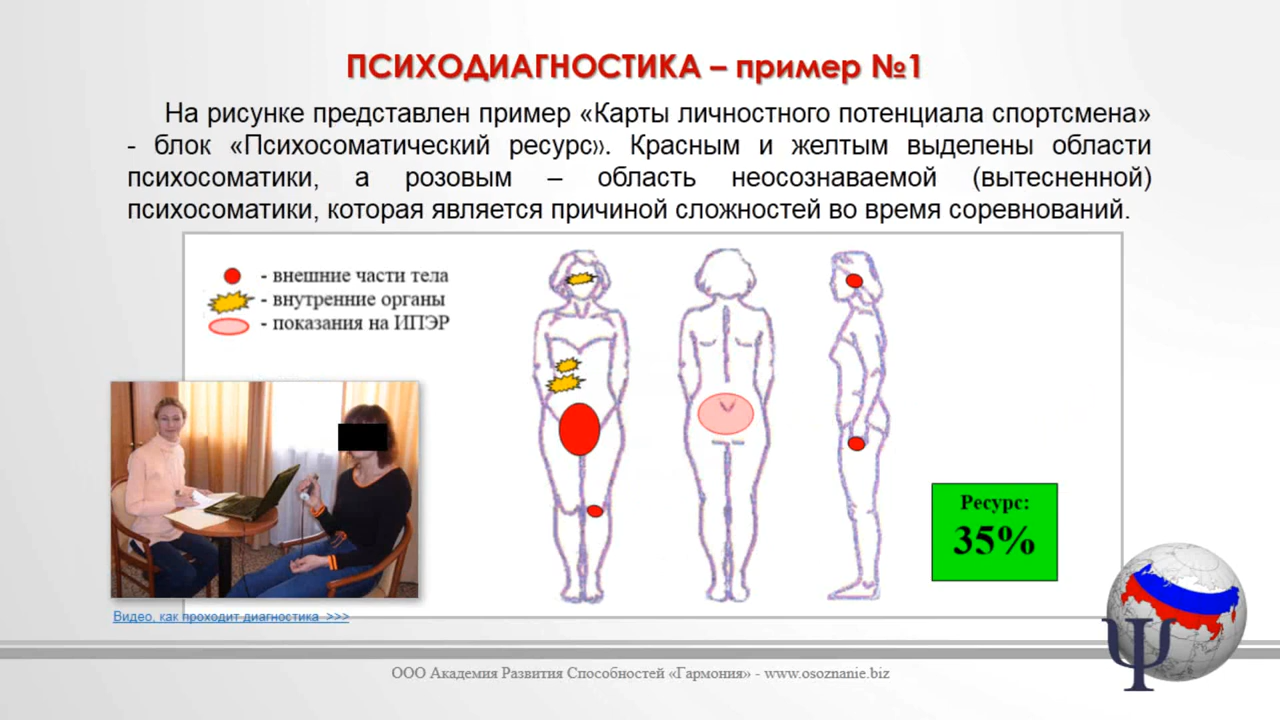 ПСИХОДИАГНОСТИКА – пример №1
На рисунке представлен пример «Карты личностного потенциала спортсмена»
- блок «Психосоматический ресурс». Красным и желтым выделены области
психосоматики, а розовым – область неосознаваемой (вытесненной)
психосоматики, которая является причиной сложностей во время соревнований.
- внешние части тела
- внутренние органы
- показания на ИПЭР
Ресурс:
35%
Видео, как проходит диагностика >>>
Ψ
ООО Академия Развития Способностей «Гармония» - www.osoznanie.biz